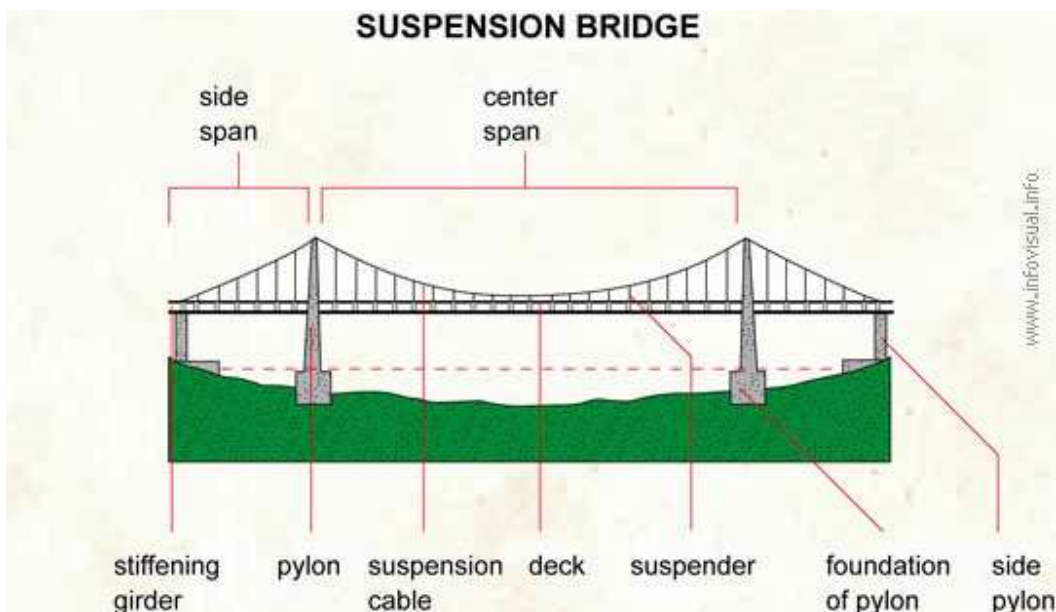 SUSPENSION BRIDGE
side
span
center
span
www.infovisual.info
stiffening
girder
pylon
suspension
cable
deck
suspender
foundation
of pylon
side
pylon